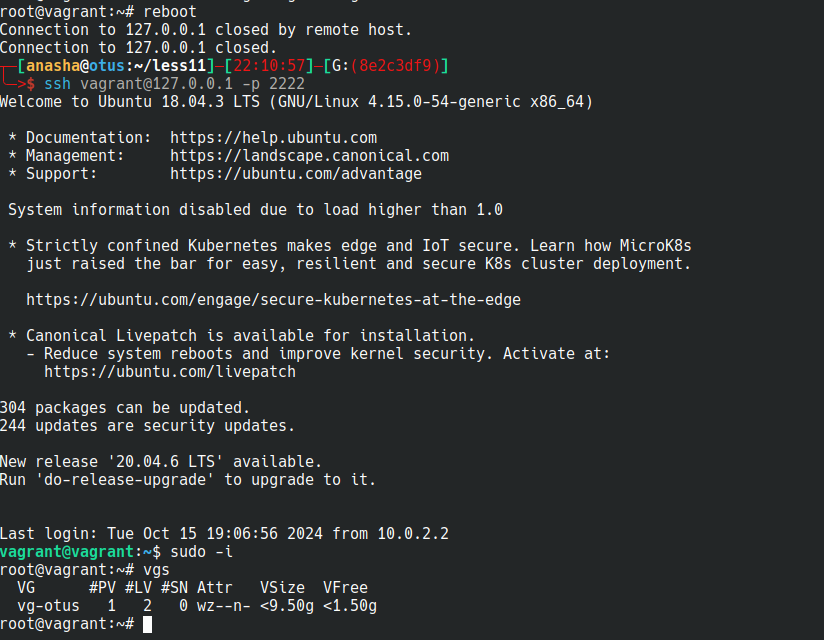 root@vagrant:~# reboot
Connection to 127.0.0.1 closed by remote host.
Connection to 127.0.0.1 closed.
┌─[anasha@otus:~/less11]─[22:10:57]─[G:(8e2c3df9)]
└─>$ ssh vagrant@127.0.0.1 -p 2222
Welcome to Ubuntu 18.04.3 LTS (GNU/Linux 4.15.0-54-generic x86_64)

 * Documentation:  https://help.ubuntu.com
 * Management:     https://landscape.canonical.com
 * Support:        https://ubuntu.com/advantage

 System information disabled due to load higher than 1.0

 * Strictly confined Kubernetes makes edge and IoT secure. Learn how MicroK8s
   just raised the bar for easy, resilient and secure K8s cluster deployment.

   https://ubuntu.com/engage/secure-kubernetes-at-the-edge

 * Canonical Livepatch is available for installation.
   - Reduce system reboots and improve kernel security. Activate at:
     https://ubuntu.com/livepatch

304 packages can be updated.
244 updates are security updates.

New release '20.04.6 LTS' available.
Run 'do-release-upgrade' to upgrade to it.


Last login: Tue Oct 15 19:06:56 2024 from 10.0.2.2
vagrant@vagrant:~$ sudo -i
root@vagrant:~# vgs
  VG      #PV #LV #SN Attr   VSize  VFree
  vg-otus   1   2   0 wz--n- <9.50g <1.50g
root@vagrant:~#